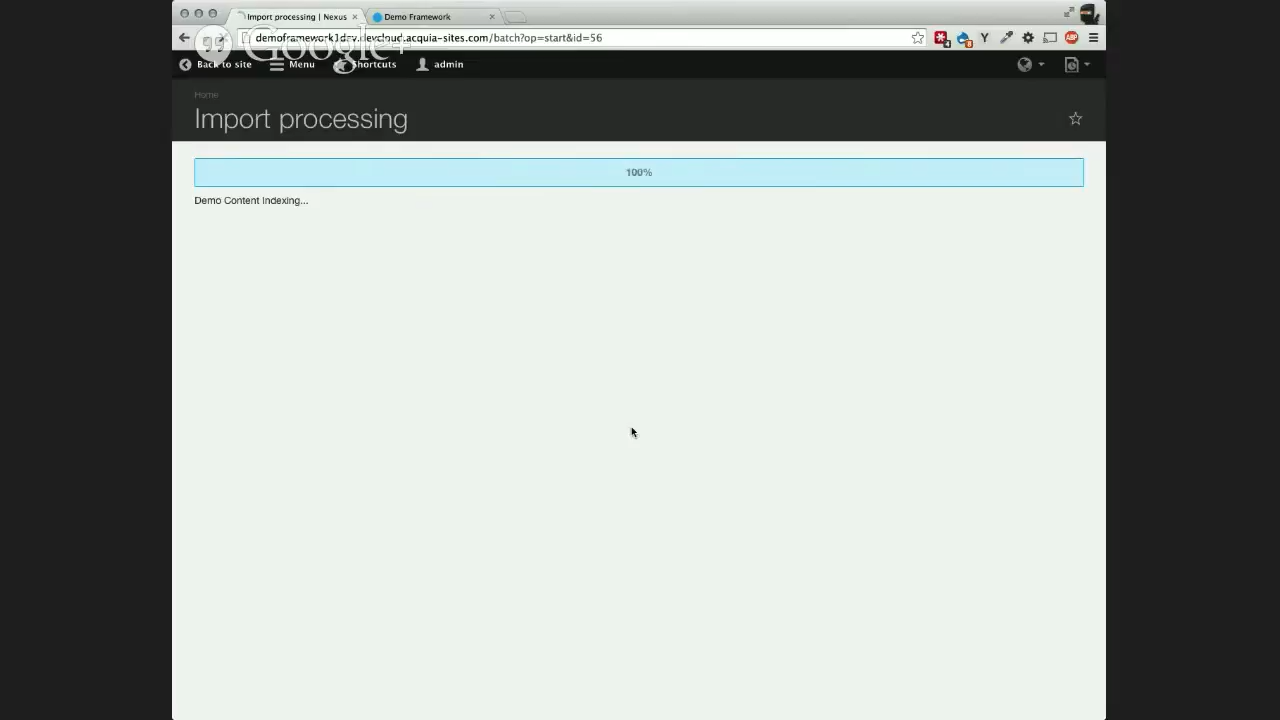 Import processing | Nexus
Demo Framework
demoframework1dev.devcloud.acquia-sites.com/batch?op=start&id=56
Google+
Back to site
Menu
Shortcuts
admin
Home
Import processing
100%
Demo Content Indexing...